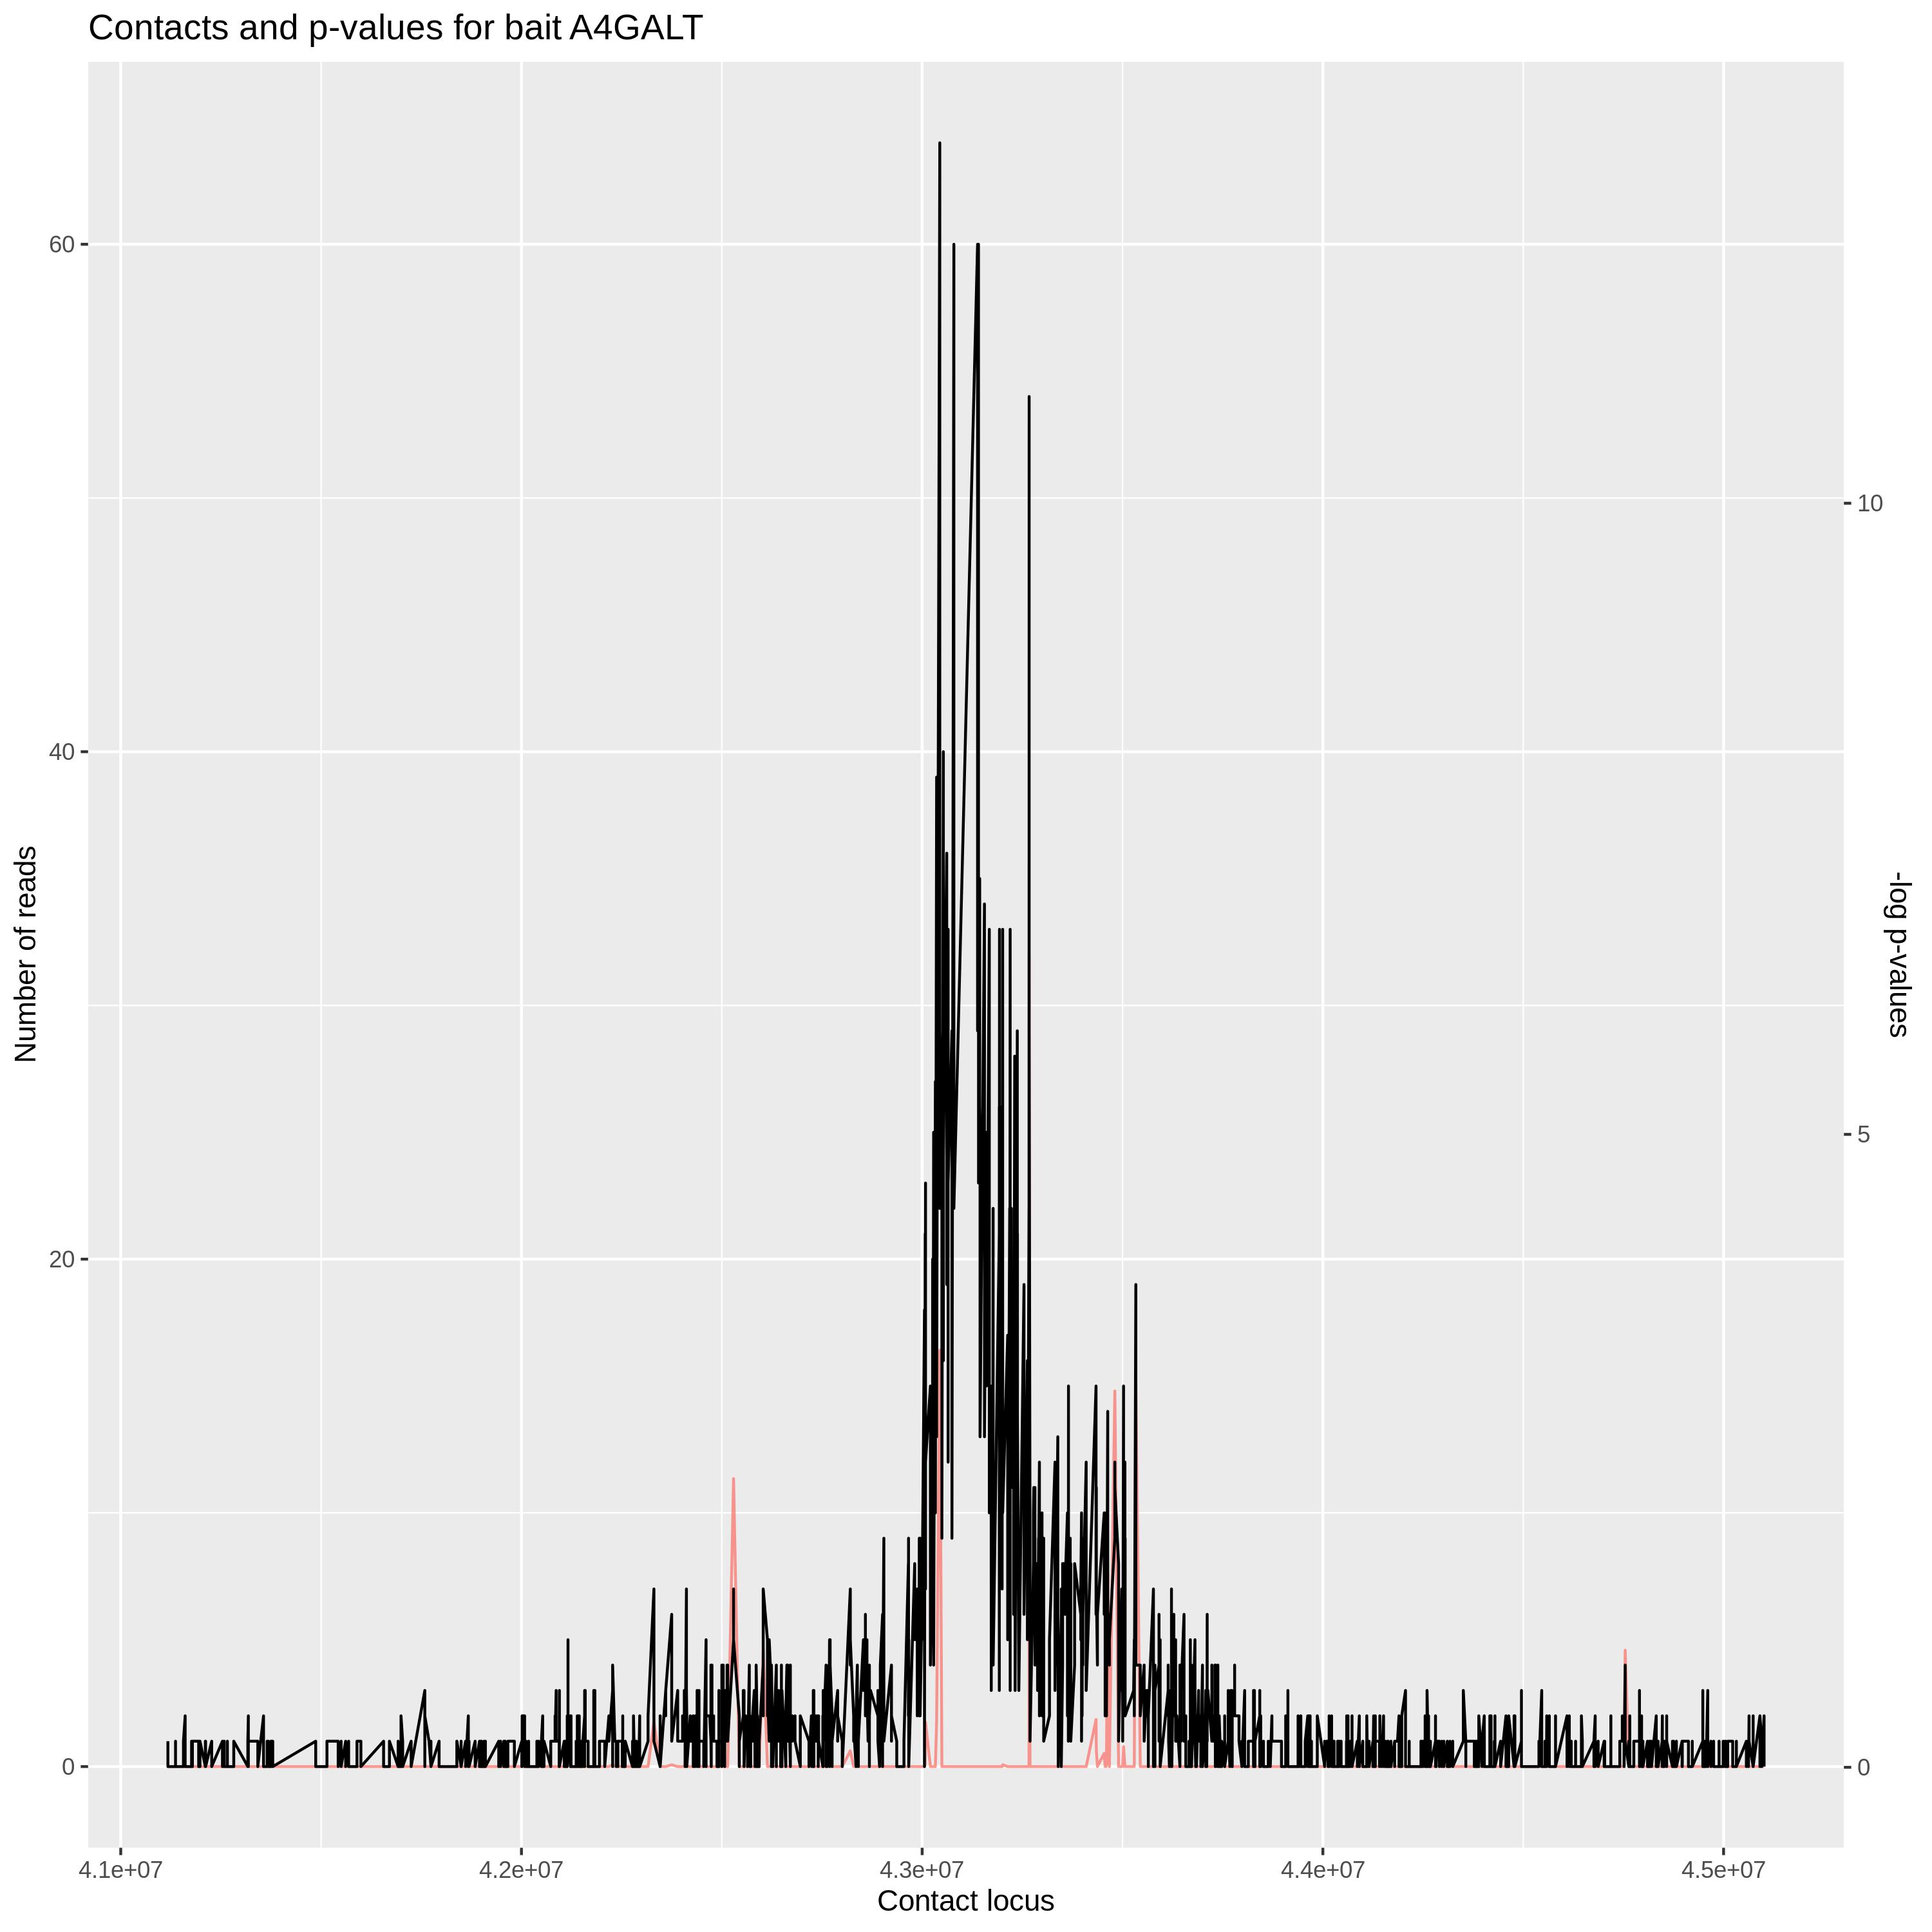 Contacts and p-values for bait A4GALT
60
40
20
0
Number of reads
10
5
0
-log p-values
4.1e+07 4.2e+07 4.3e+07 4.4e+07 4.5e+07
Contact locus